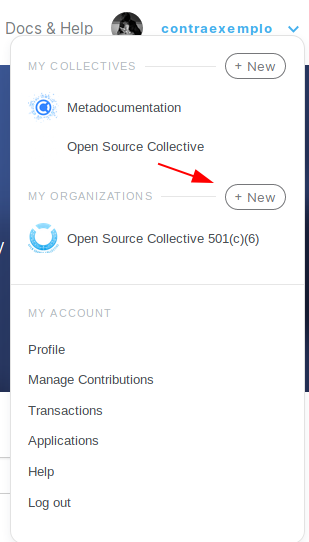 Docs & Help contraexemplo
MY COLLECTIVES + New
Metadocumentation
Open Source Collective
MY ORGANIZATIONS + New
Open Source Collective 501(c)(6)
MY ACCOUNT
Profile
Manage Contributions
Transactions
Applications
Help
Log out